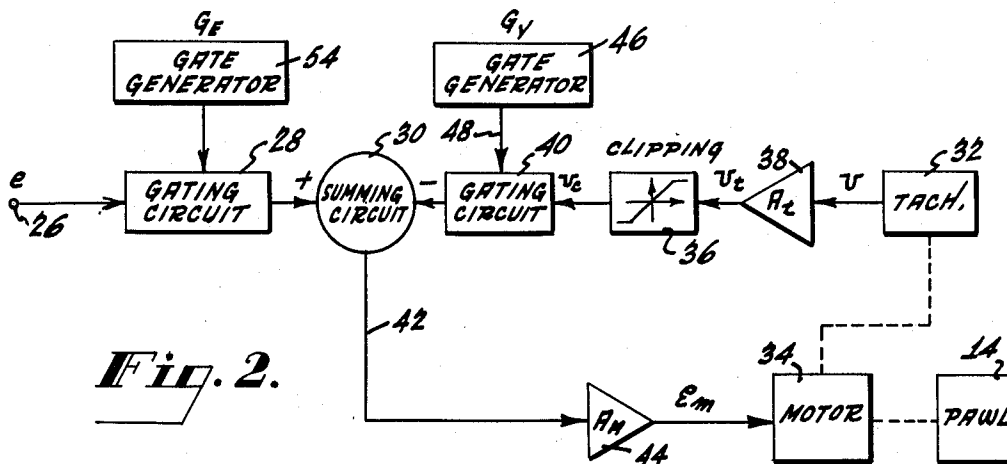 GE
GATE
GENERATOR
54
GV
GATE
GENERATOR
46
48
28
30
40
CLIPPING
38
32
e
26
GATING
CIRCUIT
+
SUMMING
CIRCUIT
-
GATING
CIRCUIT
vc
36
vt
At
v
TACH.
42
Fig. 2.
AM
44
Em
34
MOTOR
14
PAWL